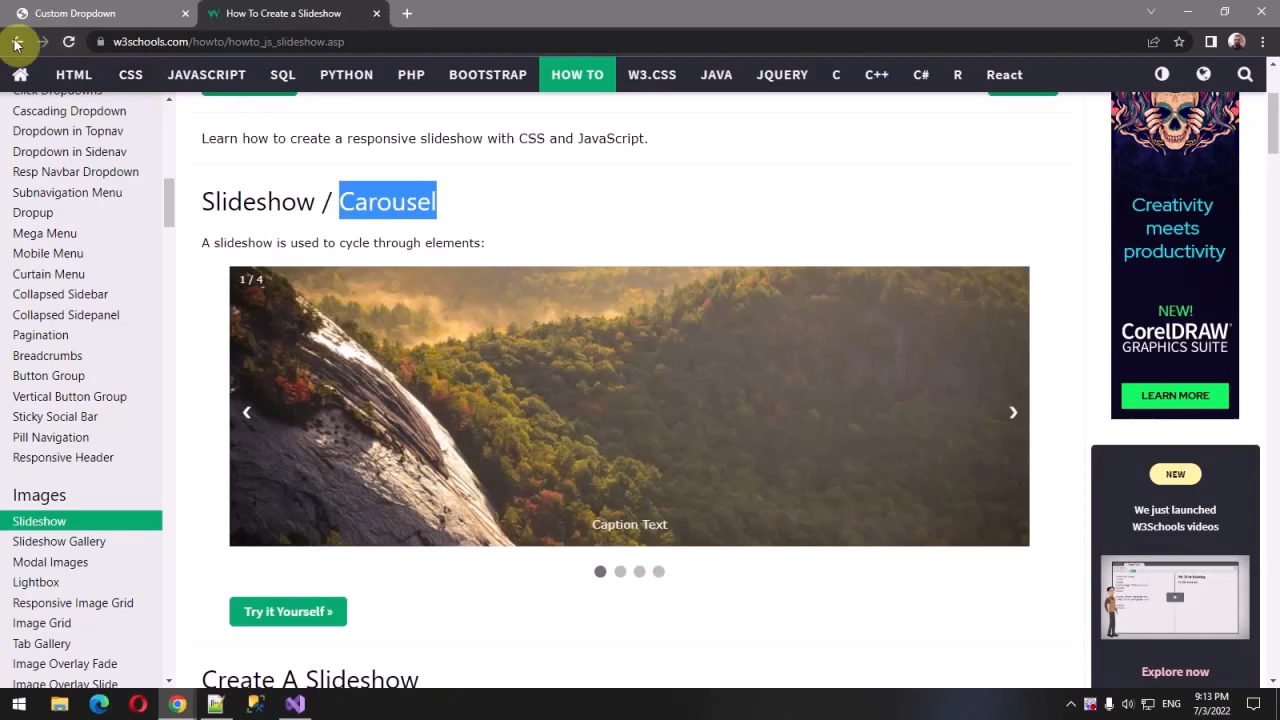 Custom Dropdown
How To Create a Slideshow
w3schools.com/howto/howto_js_slideshow.asp
HTML CSS JAVASCRIPT SQL PYTHON PHP BOOTSTRAP HOW TO W3.CSS JAVA JQUERY C C++ C# R React
Click Dropdowns
Cascading Dropdown
Dropdown in Topnav
Dropdown in Sidenav
Resp Navbar Dropdown
Subnavigation Menu
Dropup
Mega Menu
Mobile Menu
Curtain Menu
Collapsed Sidebar
Collapsed Sidepanel
Pagination
Breadcrumbs
Button Group
Vertical Button Group
Sticky Social Bar
Pill Navigation
Responsive Header
Images
Slideshow
Slideshow Gallery
Modal Images
Lightbox
Responsive Image Grid
Image Grid
Tab Gallery
Image Overlay Fade
Image Overlay Slide
Learn how to create a responsive slideshow with CSS and JavaScript.
Slideshow / Carousel
A slideshow is used to cycle through elements:
1 / 4
❮ ❯
Caption Text
Try it Yourself »
Create A Slideshow
Creativity
meets
productivity
NEW!
CorelDRAW
GRAPHICS SUITE
LEARN MORE
NEW
We just launched
W3Schools videos
Explore now
ENG
9:13 PM
7/3/2022